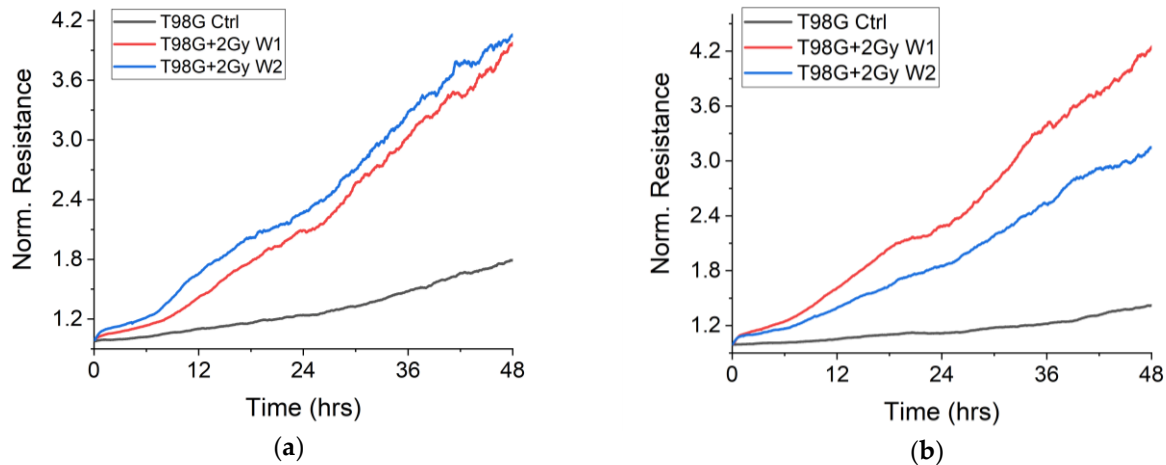 T98G Ctrl
T98G+2Gy W1
T98G+2Gy W2
4.2
3.6
3.0
2.4
1.8
1.2
Norm. Resistance
0
12
24
36
48
Time (hrs)
(a)
T98G Ctrl
T98G+2Gy W1
T98G+2Gy W2
4.2
3.6
3.0
2.4
1.8
1.2
Norm. Resistance
0
12
24
36
48
Time (hrs)
(b)